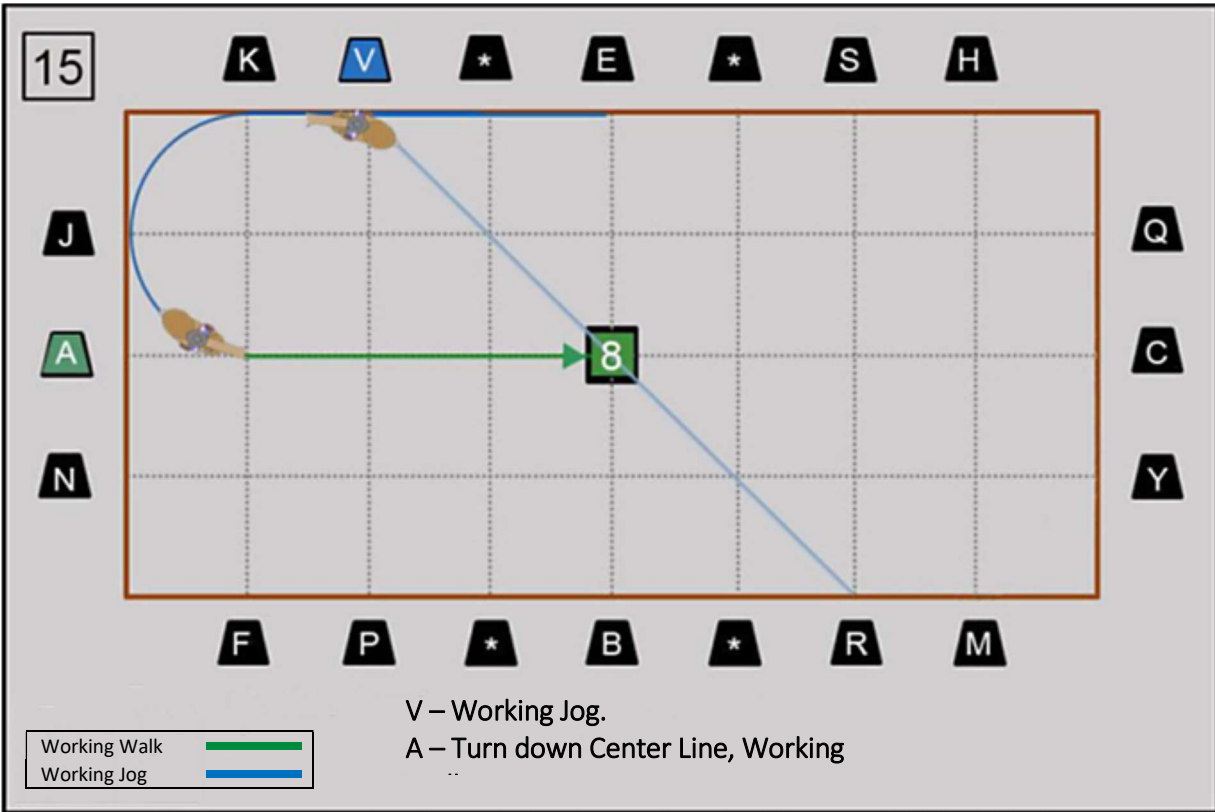 15
K V * E * S H
J Q
A 8 C
N Y
F P * B * R M
V – Working Jog.
A – Turn down Center Line, Working
Working Walk
Working Jog